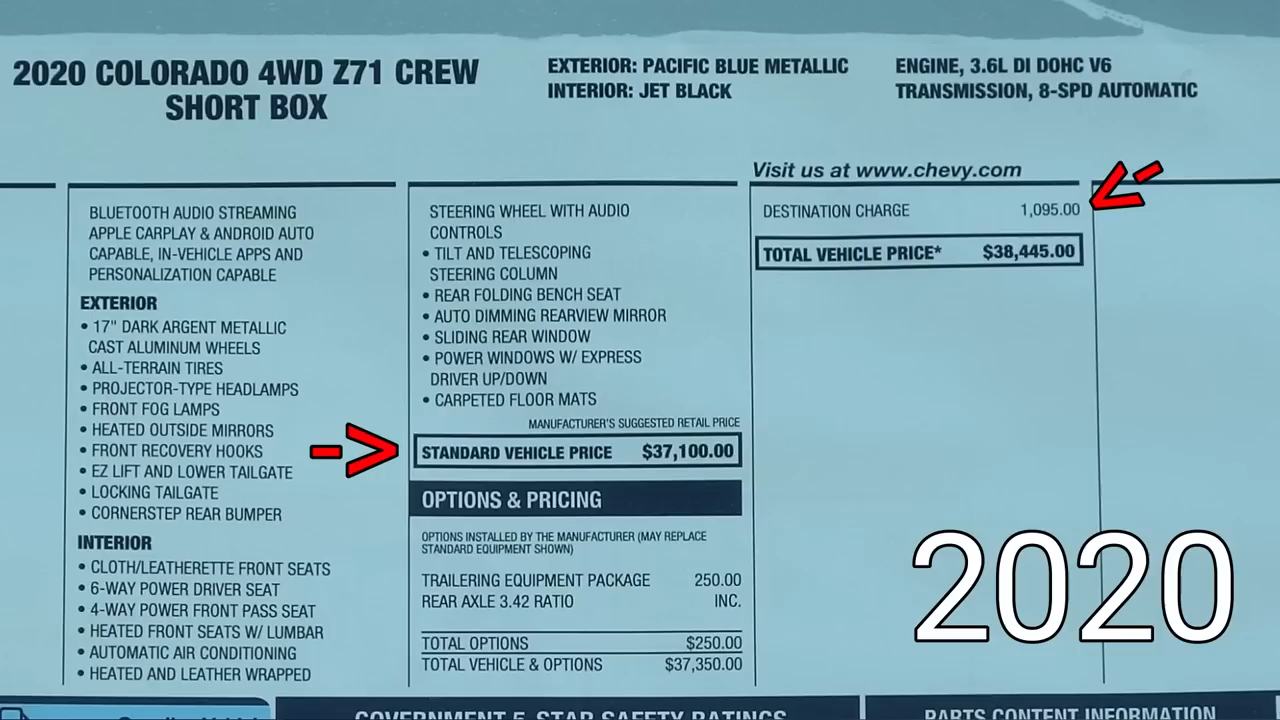 2020 COLORADO 4WD Z71 CREW
SHORT BOX
EXTERIOR: PACIFIC BLUE METALLIC
INTERIOR: JET BLACK
ENGINE, 3.6L DI DOHC V6
TRANSMISSION, 8-SPD AUTOMATIC
BLUETOOTH AUDIO STREAMING
APPLE CARPLAY & ANDROID AUTO
CAPABLE, IN-VEHICLE APPS AND
PERSONALIZATION CAPABLE
EXTERIOR
• 17" DARK ARGENT METALLIC
CAST ALUMINUM WHEELS
• ALL-TERRAIN TIRES
• PROJECTOR-TYPE HEADLAMPS
• FRONT FOG LAMPS
• HEATED OUTSIDE MIRRORS
• FRONT RECOVERY HOOKS
• EZ LIFT AND LOWER TAILGATE
• LOCKING TAILGATE
• CORNERSTEP REAR BUMPER
INTERIOR
• CLOTH/LEATHERETTE FRONT SEATS
• 6-WAY POWER DRIVER SEAT
• 4-WAY POWER FRONT PASS SEAT
• HEATED FRONT SEATS W/ LUMBAR
• AUTOMATIC AIR CONDITIONING
• HEATED AND LEATHER WRAPPED
STEERING WHEEL WITH AUDIO
CONTROLS
• TILT AND TELESCOPING
STEERING COLUMN
• REAR FOLDING BENCH SEAT
• AUTO DIMMING REARVIEW MIRROR
• SLIDING REAR WINDOW
• POWER WINDOWS W/ EXPRESS
DRIVER UP/DOWN
• CARPETED FLOOR MATS
MANUFACTURER'S SUGGESTED RETAIL PRICE
STANDARD VEHICLE PRICE $37,100.00
OPTIONS & PRICING
OPTIONS INSTALLED BY THE MANUFACTURER (MAY REPLACE
STANDARD EQUIPMENT SHOWN)
TRAILERING EQUIPMENT PACKAGE 250.00
REAR AXLE 3.42 RATIO INC.
TOTAL OPTIONS $250.00
TOTAL VEHICLE & OPTIONS $37,350.00
Visit us at www.chevy.com
DESTINATION CHARGE 1,095.00
TOTAL VEHICLE PRICE* $38,445.00
2020
GOVERNMENT 5-STAR SAFETY RATINGS
PARTS CONTENT INFORMATION